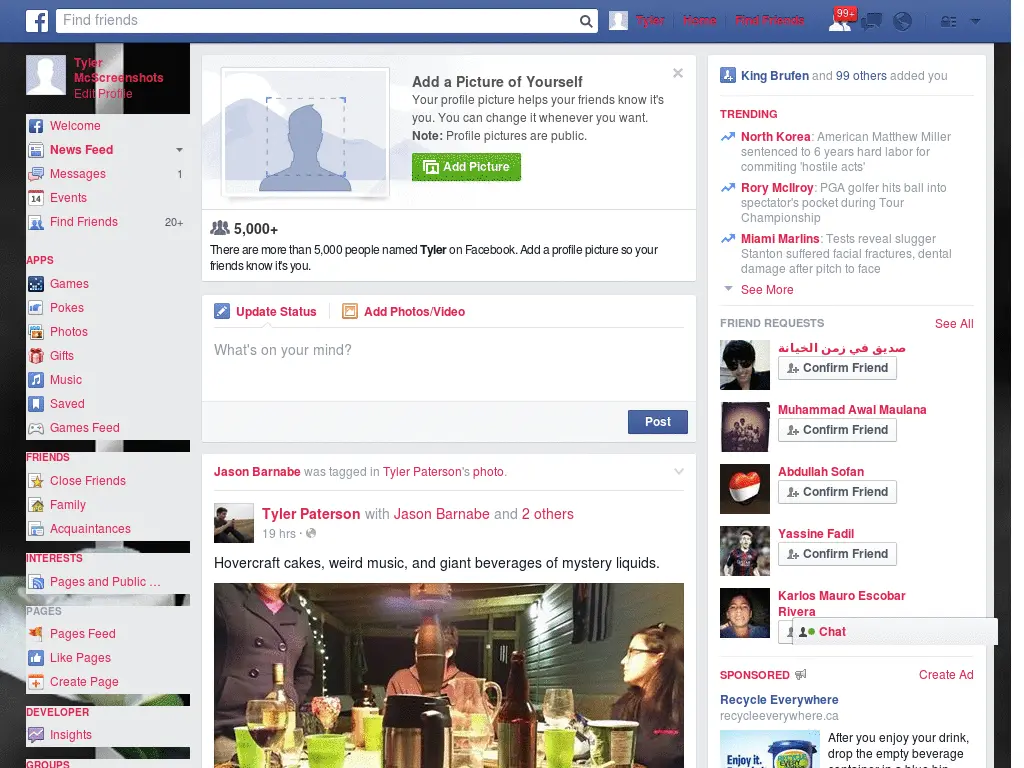 Find friends
Tyler
Home
Find Friends
99+
Tyler
McScreenshots
Edit Profile
Welcome
News Feed
Messages 1
14 Events
Find Friends 20+
APPS
Games
Pokes
Photos
Gifts
Music
Saved
Games Feed
FRIENDS
Close Friends
Family
Acquaintances
INTERESTS
Pages and Public ...
PAGES
Pages Feed
Like Pages
Create Page
DEVELOPER
Insights
GROUPS
Add a Picture of Yourself
Your profile picture helps your friends know it's
you. You can change it whenever you want.
Note: Profile pictures are public.
Add Picture
5,000+
There are more than 5,000 people named Tyler on Facebook. Add a profile picture so your
friends know it's you.
Update Status
Add Photos/Video
What's on your mind?
Post
Jason Barnabe was tagged in Tyler Paterson's photo.
Tyler Paterson with Jason Barnabe and 2 others
19 hrs ·
Hovercraft cakes, weird music, and giant beverages of mystery liquids.
King Brufen and 99 others added you
TRENDING
North Korea: American Matthew Miller
sentenced to 6 years hard labor for
commiting 'hostile acts'
Rory McIlroy: PGA golfer hits ball into
spectator's pocket during Tour
Championship
Miami Marlins: Tests reveal slugger
Stanton suffered facial fractures, dental
damage after pitch to face
See More
FRIEND REQUESTS See All
صديق في زمن الخيانة
Confirm Friend
Muhammad Awal Maulana
Confirm Friend
Abdullah Sofan
Confirm Friend
Yassine Fadil
Confirm Friend
Karlos Mauro Escobar
Rivera
Chat
SPONSORED Create Ad
Recycle Everywhere
recycleeverywhere.ca
Enjoy it.
After you enjoy your drink,
drop the empty beverage
container in a blue bin